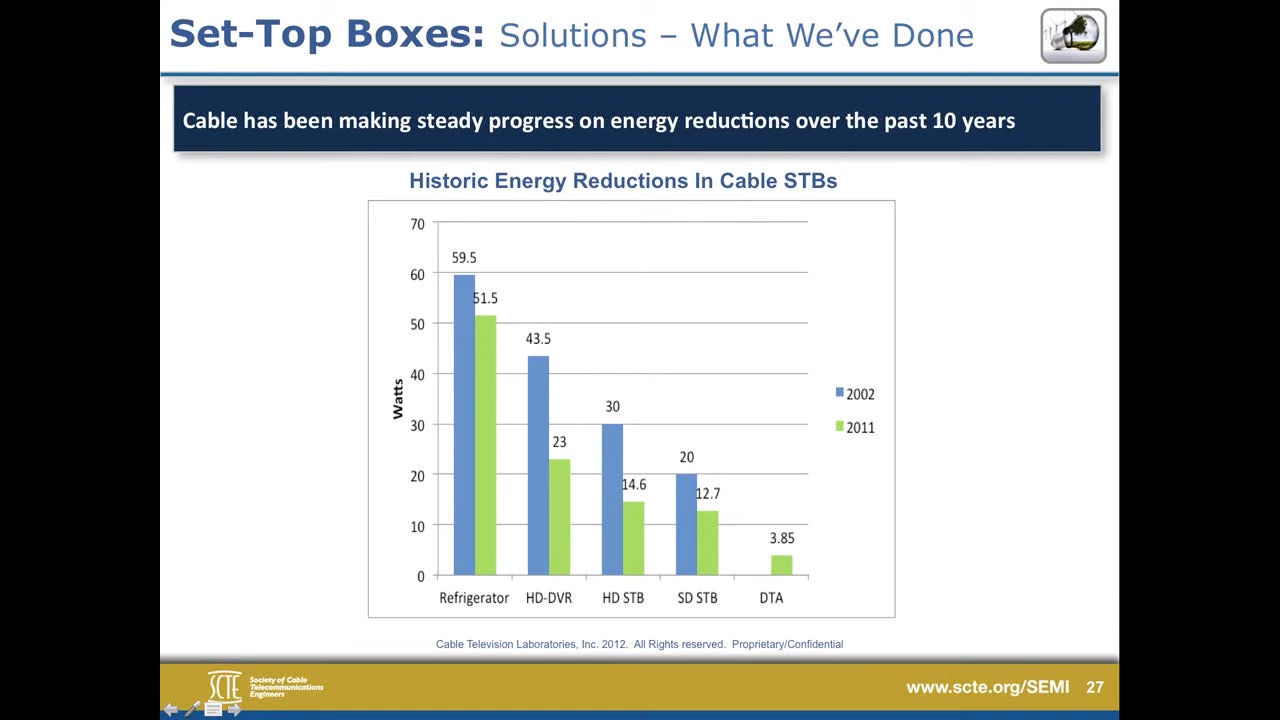 Set-Top Boxes: Solutions – What We’ve Done
Cable has been making steady progress on energy reductions over the past 10 years
Historic Energy Reductions In Cable STBs
70
60
50
40
30
20
10
0
Watts
59.5
51.5
43.5
23
30
14.6
20
12.7
3.85
Refrigerator HD-DVR HD STB SD STB DTA
2002
2011
Cable Television Laboratories, Inc. 2012. All Rights reserved. Proprietary/Confidential
SCTE
Society of Cable
Telecommunications
Engineers
www.scte.org/SEMI 27